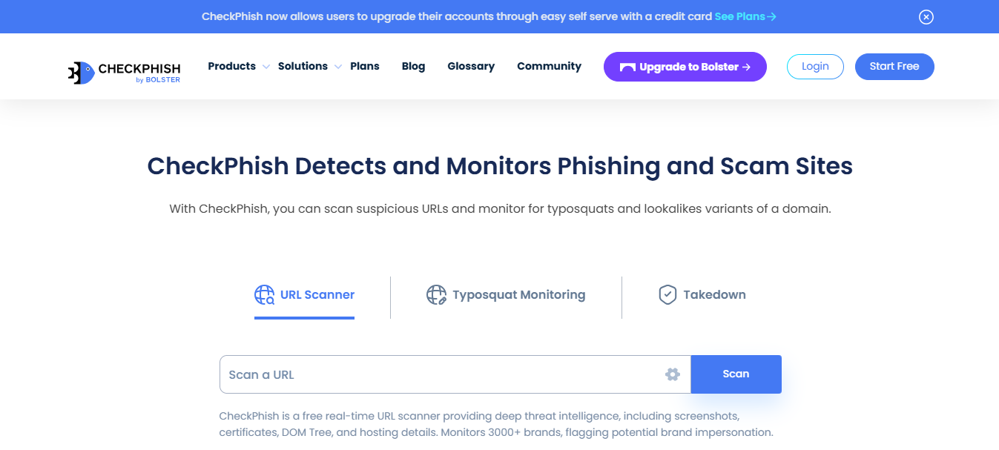 CheckPhish now allows users to upgrade their accounts through easy self serve with a credit card See Plans→
CHECKPHISH
by BOLSTER
Products Solutions Plans Blog Glossary Community Upgrade to Bolster → Login Start Free
CheckPhish Detects and Monitors Phishing and Scam Sites
With CheckPhish, you can scan suspicious URLs and monitor for typosquats and lookalikes variants of a domain.
URL Scanner Typosquat Monitoring Takedown
Scan a URL Scan
CheckPhish is a free real-time URL scanner providing deep threat intelligence, including screenshots,
certificates, DOM Tree, and hosting details. Monitors 3000+ brands, flagging potential brand impersonation.